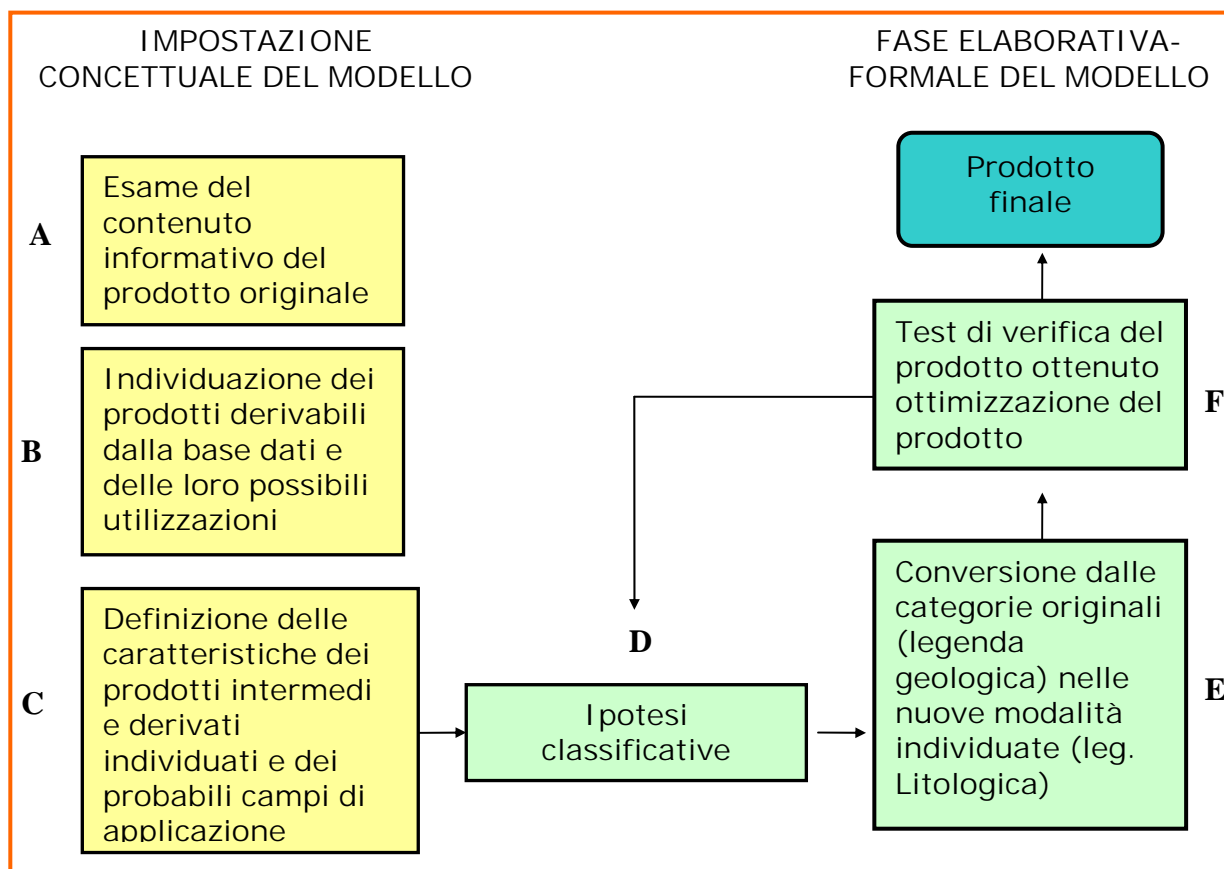 IMPOSTAZIONE
CONCETTUALE DEL MODELLO
A
Esame del
contenuto
informativo del
prodotto originale
B
Individuazione dei
prodotti derivabili
dalla base dati e
delle loro possibili
utilizzazioni
C
Definizione delle
caratteristiche dei
prodotti intermedi
e derivati
individuati e dei
probabili campi di
applicazione
D
Ipotesi
classificative
FASE ELABORATIVA-
FORMALE DEL MODELLO
Prodotto
finale
Test di verifica del
prodotto ottenuto
ottimizzazione del
prodotto
F
Conversione dalle
categorie originali
(legenda
geologica) nelle
nuove modalità
individuate (leg.
Litologica)
E